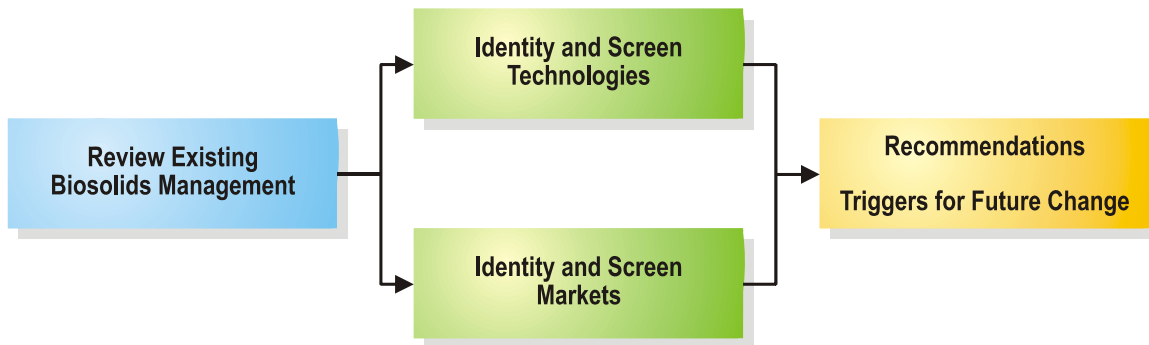 Review Existing
Biosolids Management
Identity and Screen
Technologies
Identity and Screen
Markets
Recommendations
Triggers for Future Change